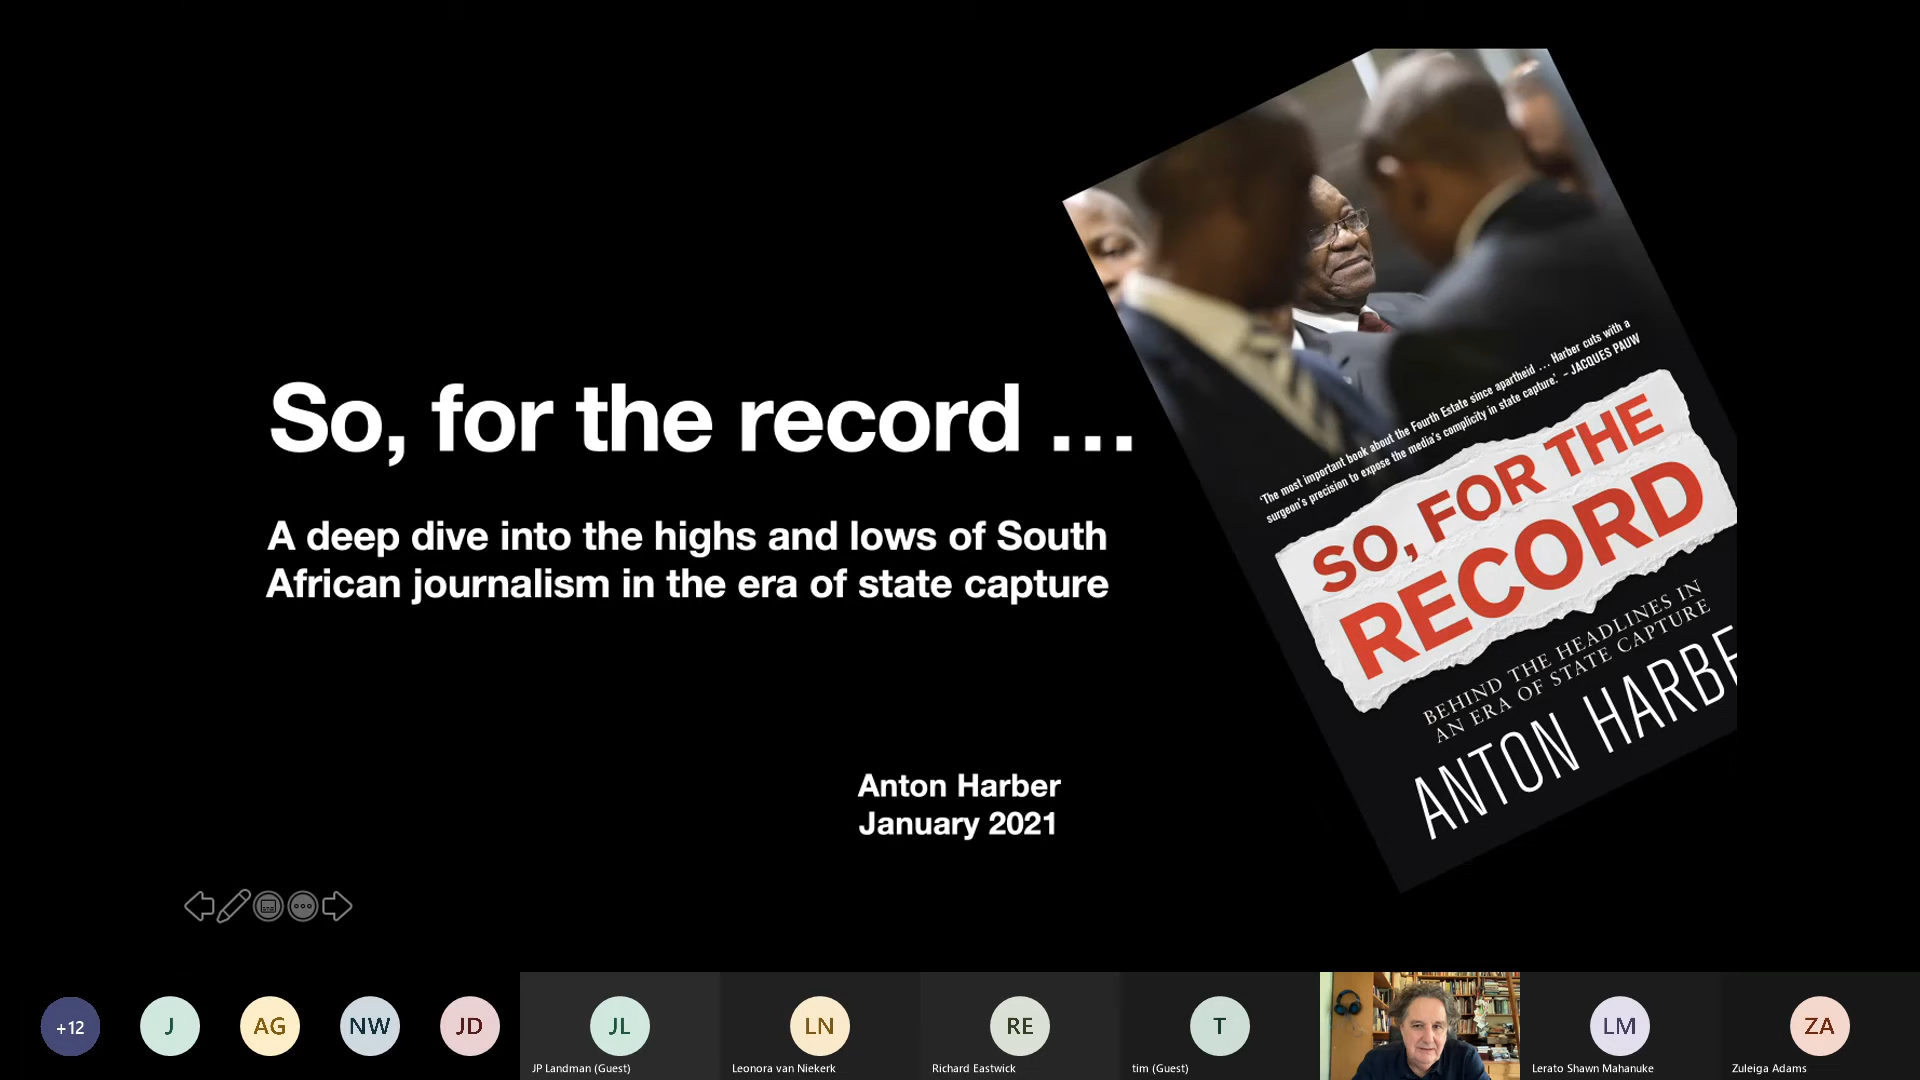 So, for the record …
A deep dive into the highs and lows of South
African journalism in the era of state capture
Anton Harber
January 2021
'The most important book about the Fourth Estate since apartheid … Harber cuts with a
surgeon's precision to expose the media's complicity in state capture.' – JACQUES PAUW
SO, FOR THE
RECORD
BEHIND THE HEADLINES IN
AN ERA OF STATE CAPTURE
ANTON HARBE
+12
J
AG
NW
JD
JL
JP Landman (Guest)
LN
Leonora van Niekerk
RE
Richard Eastwick
T
tim (Guest)
LM
Lerato Shawn Mahanuke
ZA
Zuleiga Adams